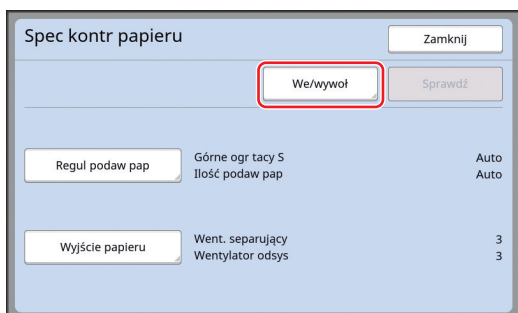 Spec kontr papieru
Zamknij
We/wywoł
Sprawdź
Regul podaw pap
Górne ogr tacy S Auto
Ilość podaw pap Auto
Wyjście papieru
Went. separujący 3
Wentylator odsys 3